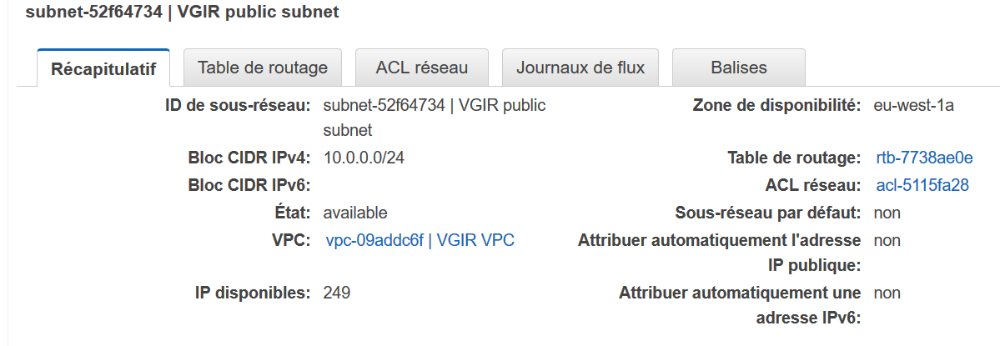 subnet-52f64734 | VGIR public subnet
Récapitulatif Table de routage ACL réseau Journaux de flux Balises
ID de sous-réseau: subnet-52f64734 | VGIR public
subnet
Zone de disponibilité: eu-west-1a
Bloc CIDR IPv4: 10.0.0.0/24
Table de routage: rtb-7738ae0e
Bloc CIDR IPv6:
ACL réseau: acl-5115fa28
État: available
Sous-réseau par défaut: non
VPC: vpc-09addc6f | VGIR VPC
Attribuer automatiquement l'adresse non
IP publique:
IP disponibles: 249
Attribuer automatiquement une non
adresse IPv6: